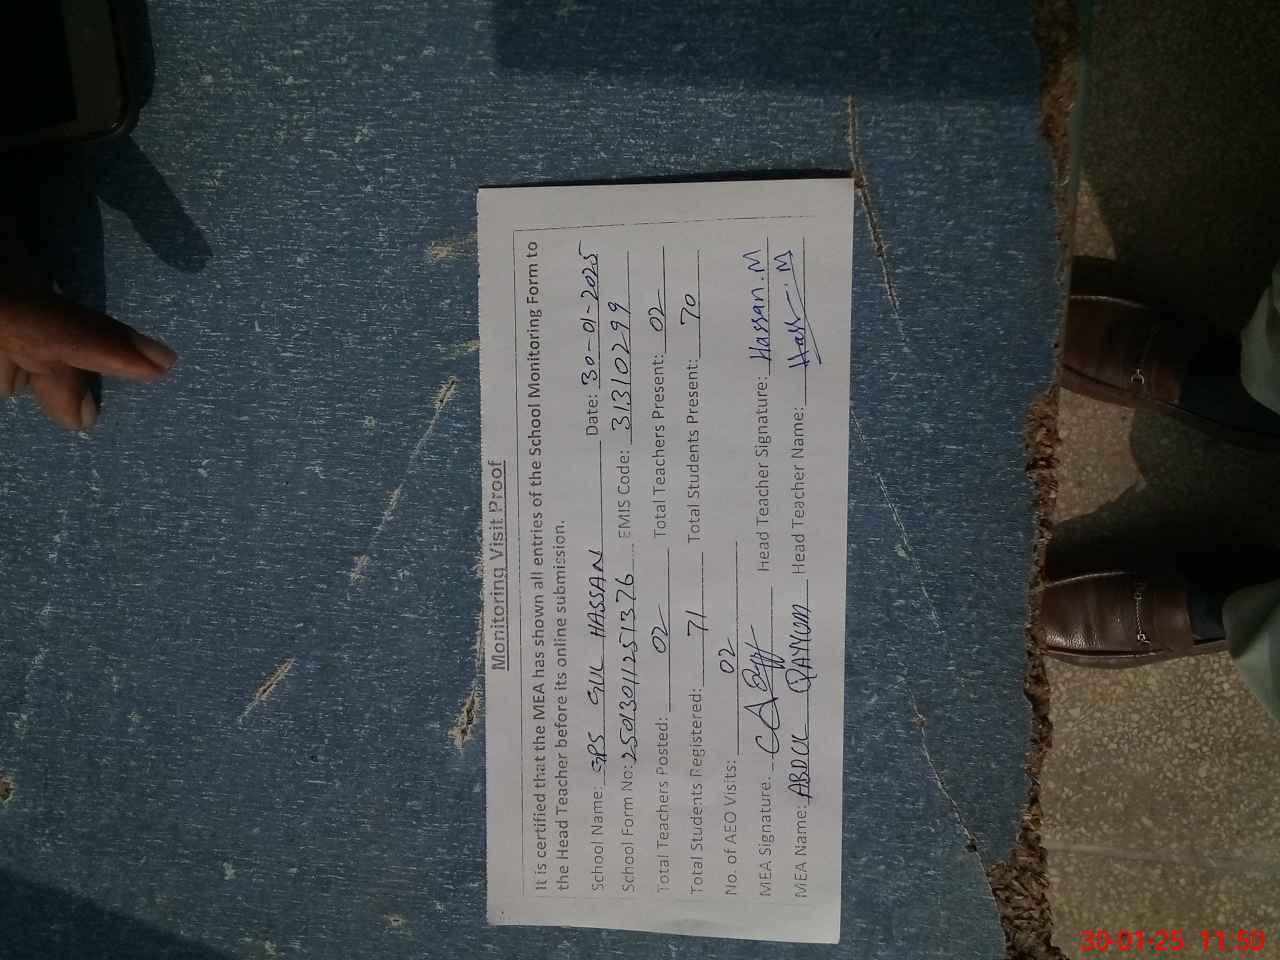 Monitoring Visit Proof
It is certified that the MEA has shown all entries of the School Monitoring Form to
the Head Teacher before its online submission.
School Name: GPS GUL HASSAN Date: 30-01-2025
School Form No: 25013011251376 EMIS Code: 31310299
Total Teachers Posted: 02 Total Teachers Present: 02
Total Students Registered: 71 Total Students Present: 70
No. of AEO Visits: 02
MEA Signature. Head Teacher Signature: Hassan.M
MEA Name: ABDUL QAYYUM Head Teacher Name:
30-01-25 11:50